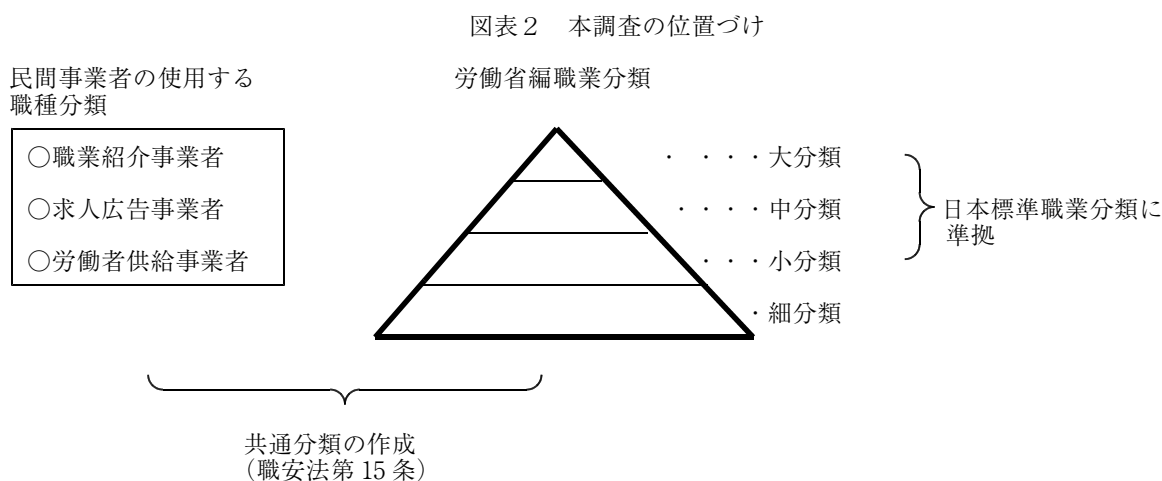 図表２　本調査の位置づけ
民間事業者の使用する
職種分類
○職業紹介事業者
○求人広告事業者
○労働者供給事業者
労働省編職業分類
・　・・・・大分類
・・・・中分類
・・・小分類
・細分類
日本標準職業分類に
準拠
共通分類の作成
（職安法第 15 条）